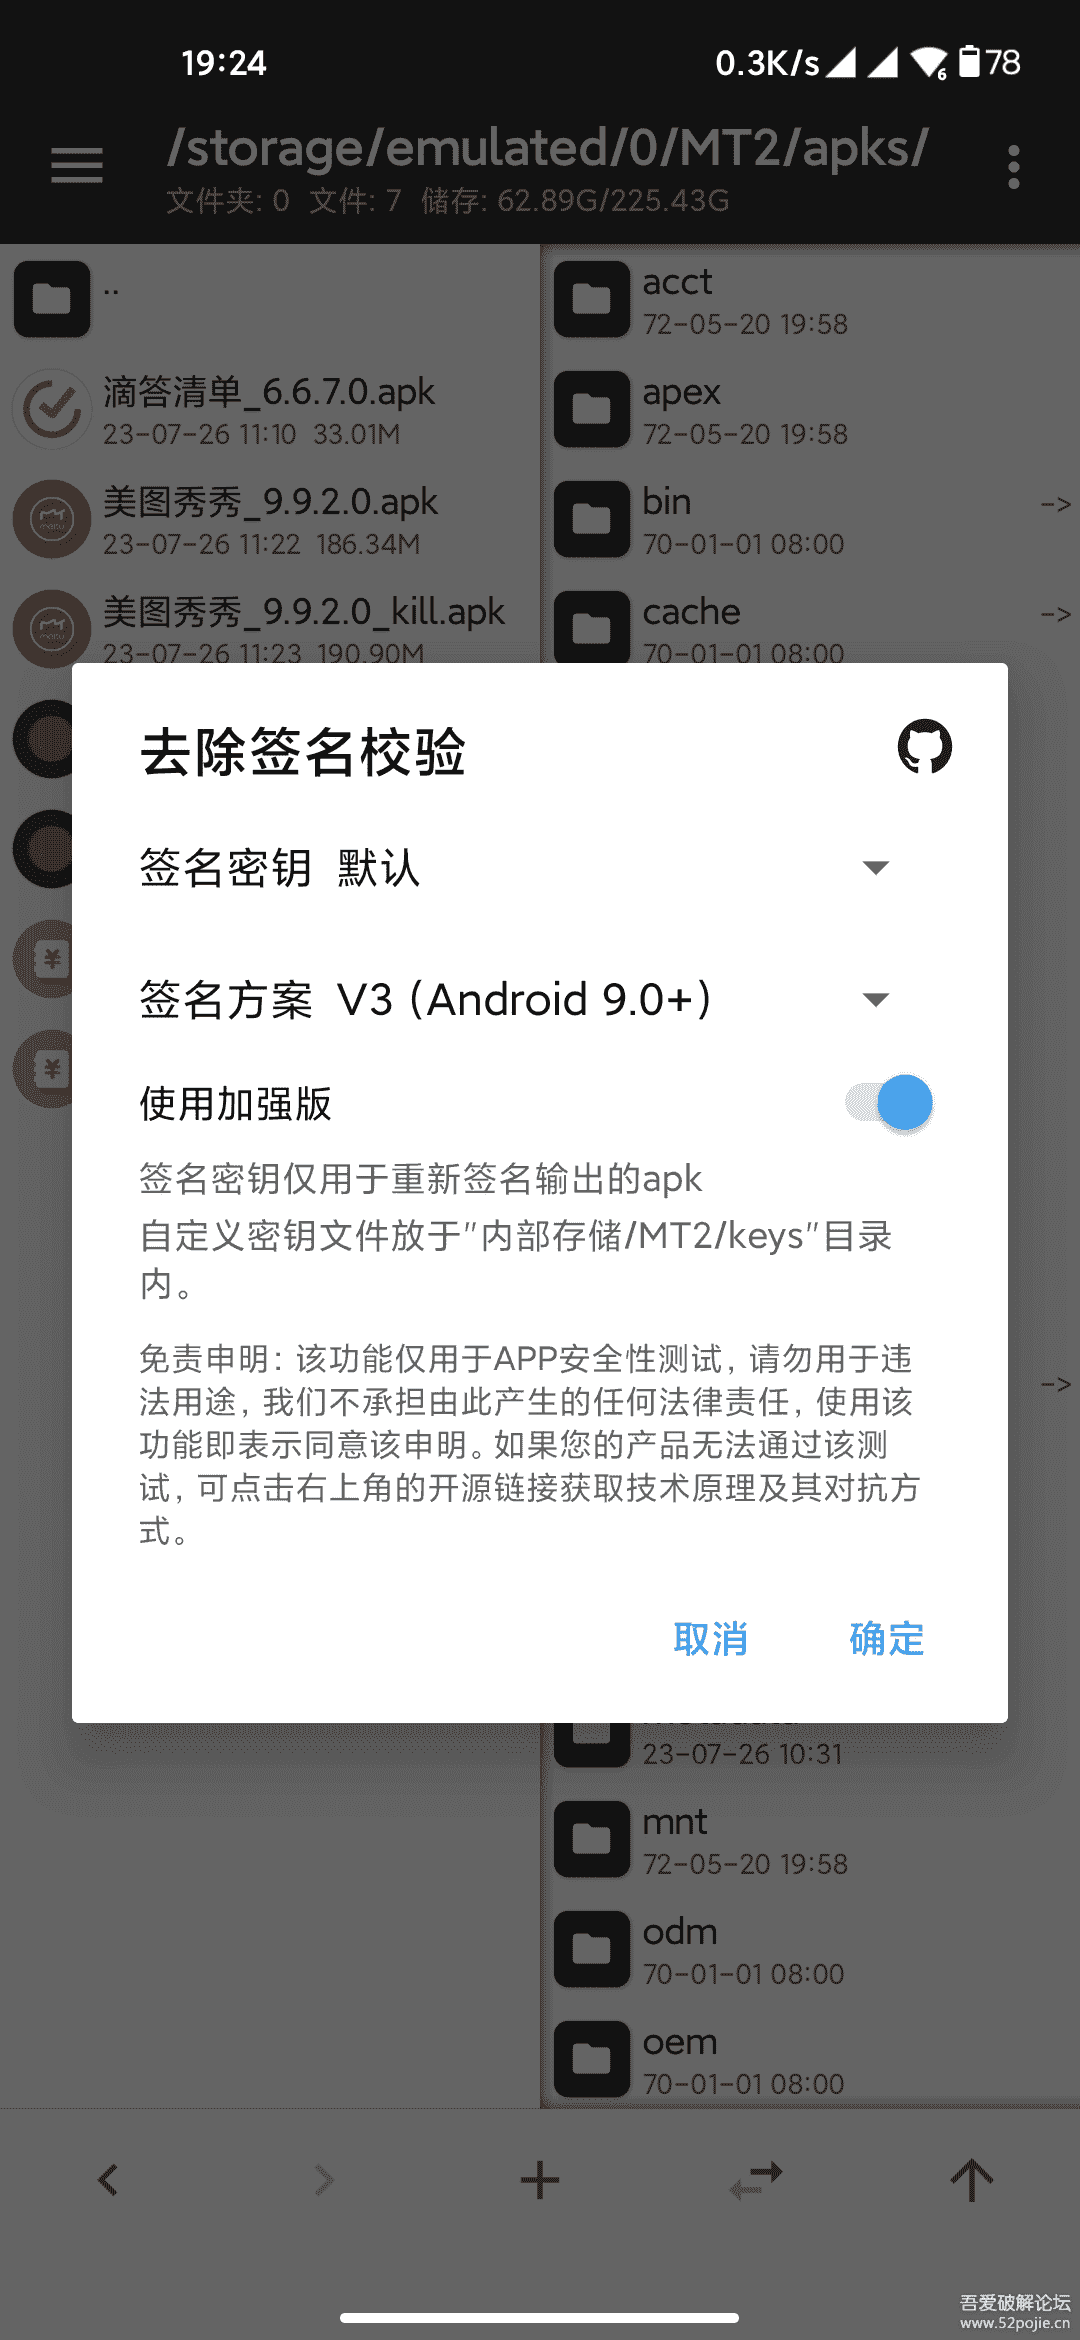 19:24
0.3K/s
6
78
/storage/emulated/0/MT2/apks/
文件夹: 0 文件: 7 储存: 62.89G/225.43G
..
滴答清单_6.6.7.0.apk
23-07-26 11:10 33.01M
美图秀秀_9.9.2.0.apk
23-07-26 11:22 186.34M
美图秀秀_9.9.2.0_kill.apk
23-07-26 11:23 190.90M
acct
72-05-20 19:58
apex
72-05-20 19:58
bin
->
70-01-01 08:00
cache
->
70-01-01 08:00
去除签名校验
签名密钥 默认
签名方案 V3 (Android 9.0+)
使用加强版
签名密钥仅用于重新签名输出的apk
自定义密钥文件放于"内部存储/MT2/keys"目录
内。
免责申明: 该功能仅用于APP安全性测试, 请勿用于违
法用途, 我们不承担由此产生的任何法律责任, 使用该
功能即表示同意该申明。如果您的产品无法通过该测
试, 可点击右上角的开源链接获取技术原理及其对抗方
式。
取消
确定
->
23-07-26 10:31
mnt
72-05-20 19:58
odm
70-01-01 08:00
oem
70-01-01 08:00
吾爱破解论坛
www.52pojie.cn